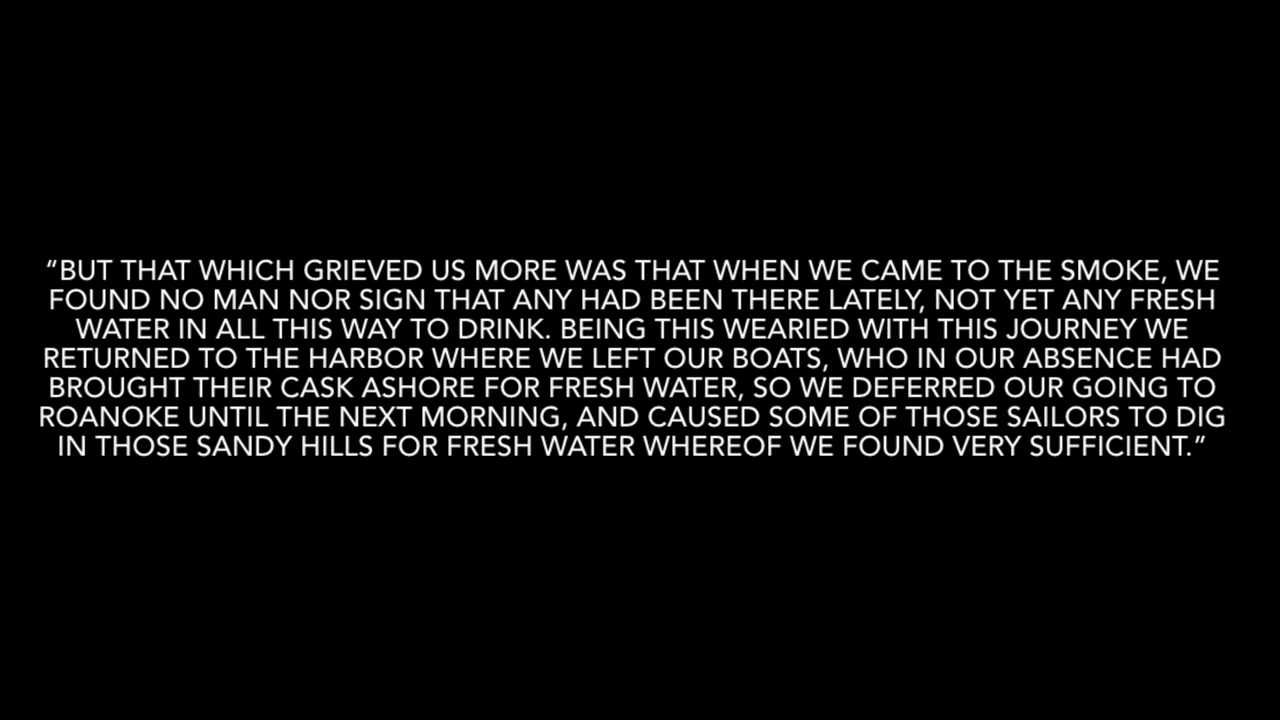 “BUT THAT WHICH GRIEVED US MORE WAS THAT WHEN WE CAME TO THE SMOKE, WE
FOUND NO MAN NOR SIGN THAT ANY HAD BEEN THERE LATELY, NOT YET ANY FRESH
WATER IN ALL THIS WAY TO DRINK. BEING THIS WEARIED WITH THIS JOURNEY WE
RETURNED TO THE HARBOR WHERE WE LEFT OUR BOATS, WHO IN OUR ABSENCE HAD
BROUGHT THEIR CASK ASHORE FOR FRESH WATER, SO WE DEFERRED OUR GOING TO
ROANOKE UNTIL THE NEXT MORNING, AND CAUSED SOME OF THOSE SAILORS TO DIG
IN THOSE SANDY HILLS FOR FRESH WATER WHEREOF WE FOUND VERY SUFFICIENT.”